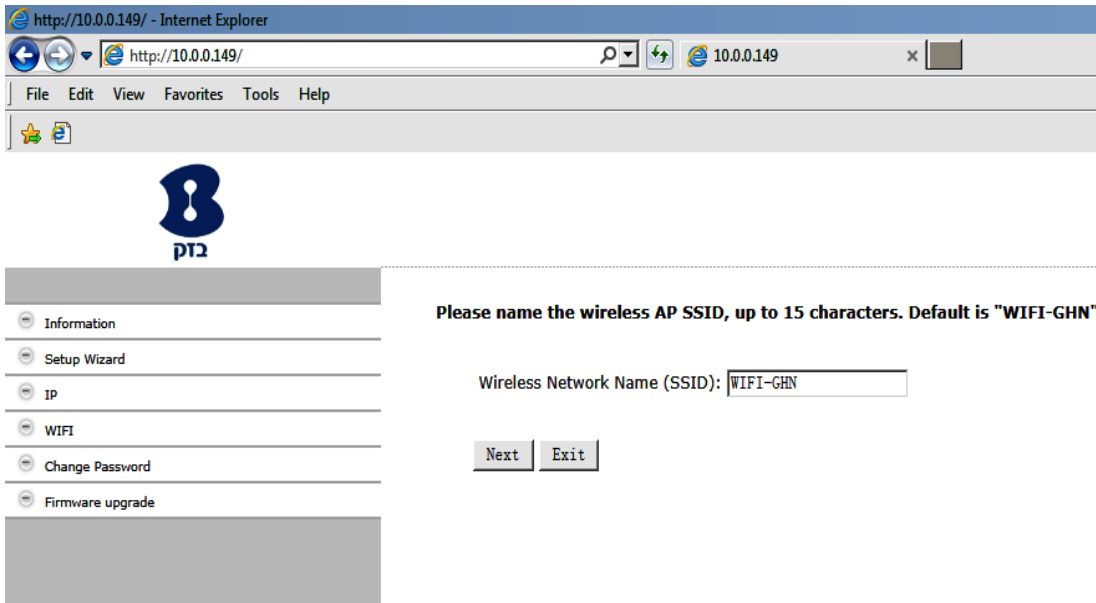 http://10.0.0.149/ - Internet Explorer
http://10.0.0.149/ 10.0.0.149
File Edit View Favorites Tools Help
בזק
Information
Setup Wizard
IP
WIFI
Change Password
Firmware upgrade
Please name the wireless AP SSID, up to 15 characters. Default is "WIFI-GHN"
Wireless Network Name (SSID): WIFI-GHN
Next Exit